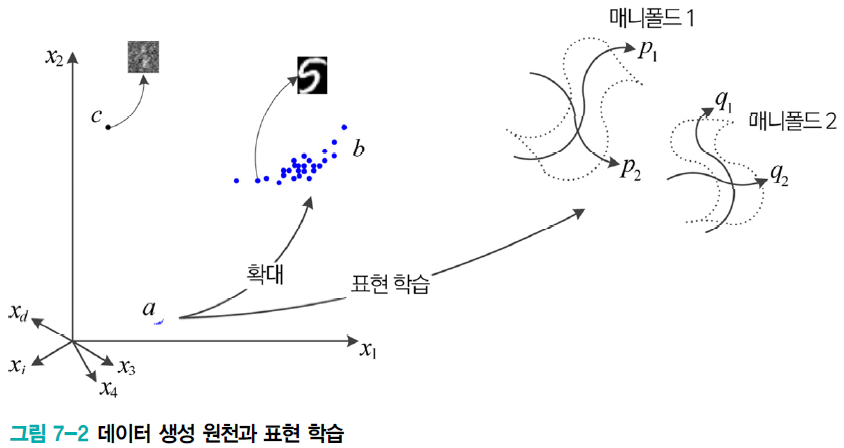 매니폴드 1
p₁
p₂
q₁
매니폴드 2
q₂
x₂
c
b
확대
표현 학습
a
x_d
x₁
x_i
x₃
x₄
그림 7-2 데이터 생성 원천과 표현 학습